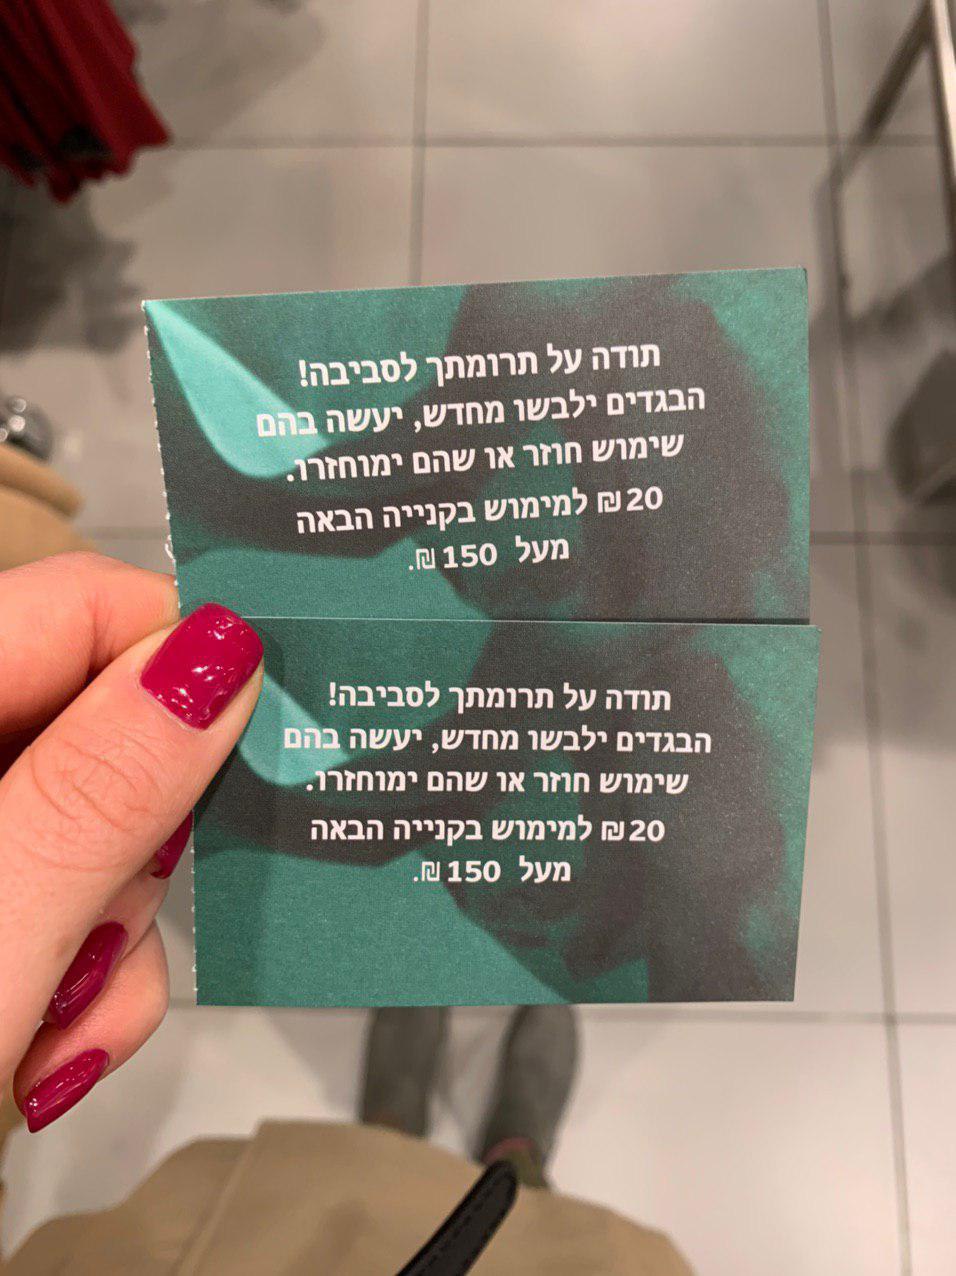 תודה על תרומתך לסביבה!
הבגדים ילבשו מחדש, יעשה בהם
שימוש חוזר או שהם ימוחזרו.
20 ₪ למימוש בקנייה הבאה
מעל 150 ₪.
תודה על תרומתך לסביבה!
הבגדים ילבשו מחדש, יעשה בהם
שימוש חוזר או שהם ימוחזרו.
20 ₪ למימוש בקנייה הבאה
מעל 150 ₪.